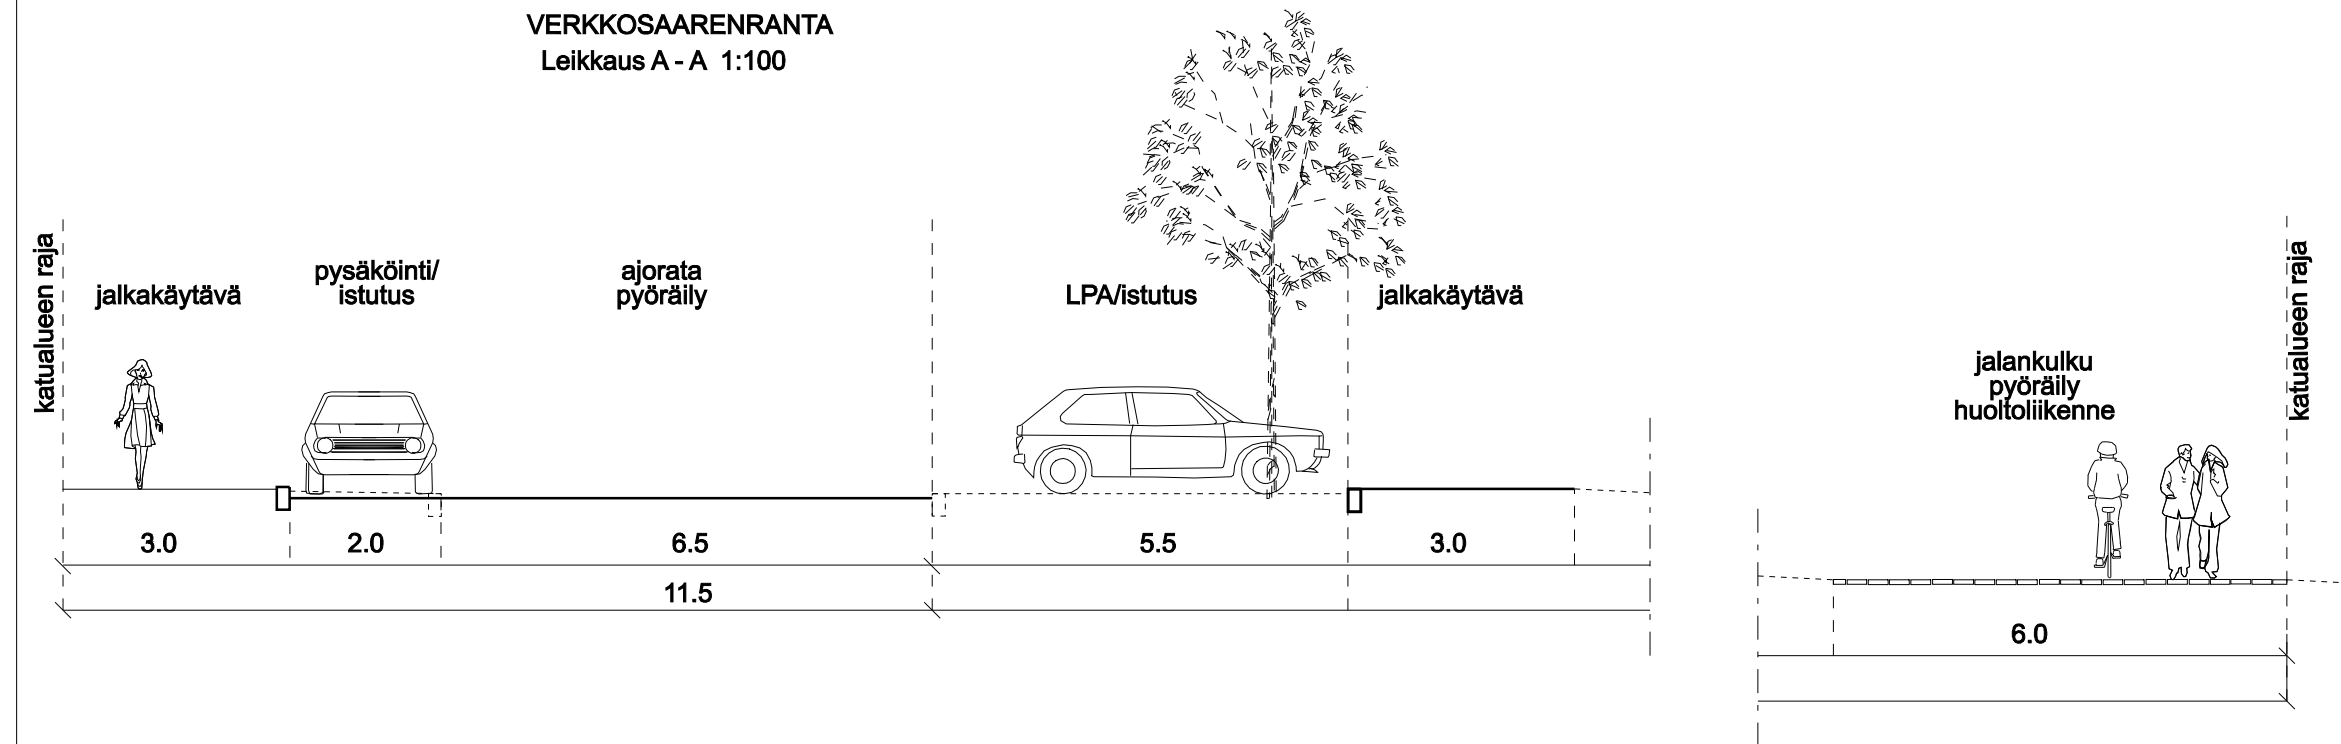 VERKKOSAARENRANTA
Leikkaus A - A 1:100
katualueen raja
jalkakäytävä
pysäköinti/
istutus
ajorata
pyöräily
LPA/istutus
jalkakäytävä
jalankulku
pyöräily
huoltoliikenne
katualueen raja
3.0
2.0
6.5
5.5
3.0
11.5
6.0